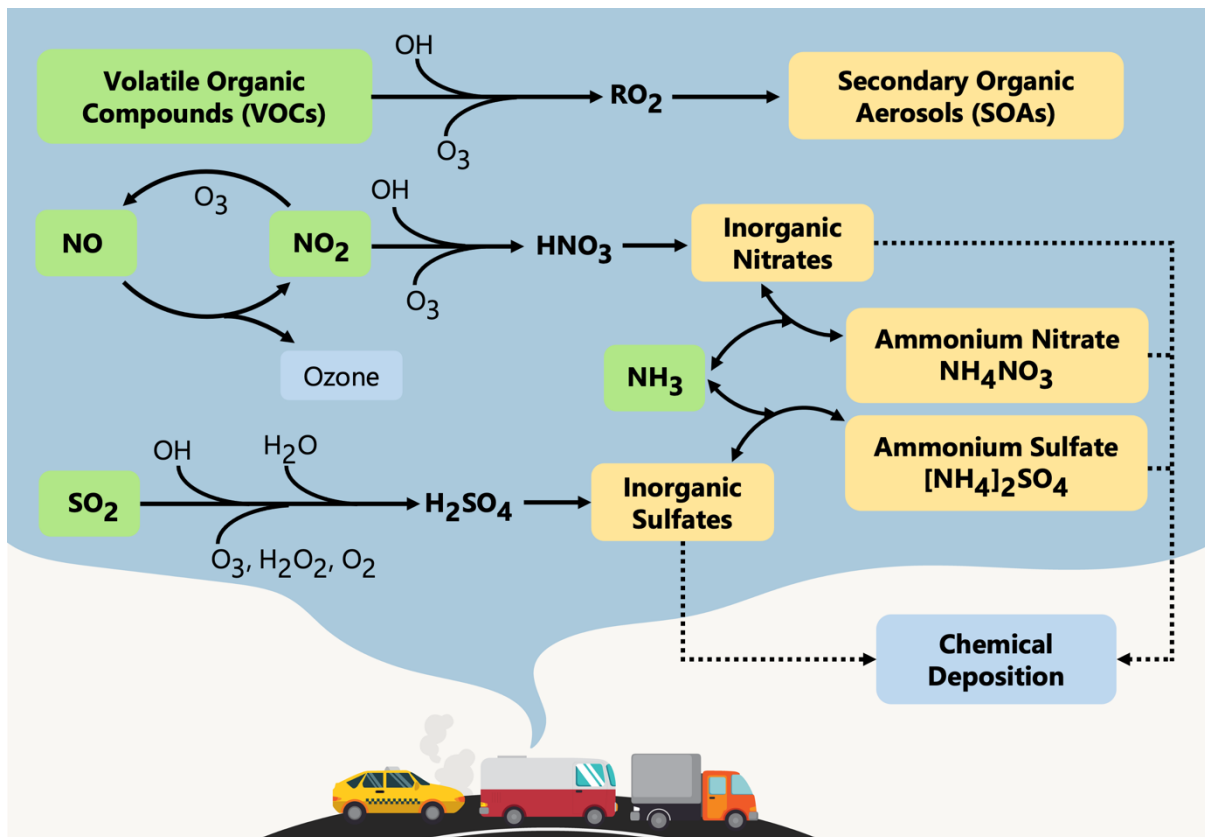 OH
Volatile Organic
Compounds (VOCs)
RO₂
Secondary Organic
Aerosols (SOAs)
O₃
O₃
NO
NO₂
OH
O₃
HNO₃
Inorganic
Nitrates
Ozone
NH₃
Ammonium Nitrate
NH₄NO₃
Ammonium Sulfate
[NH₄]₂SO₄
SO₂
OH
H₂O
O₃, H₂O₂, O₂
H₂SO₄
Inorganic
Sulfates
Chemical
Deposition